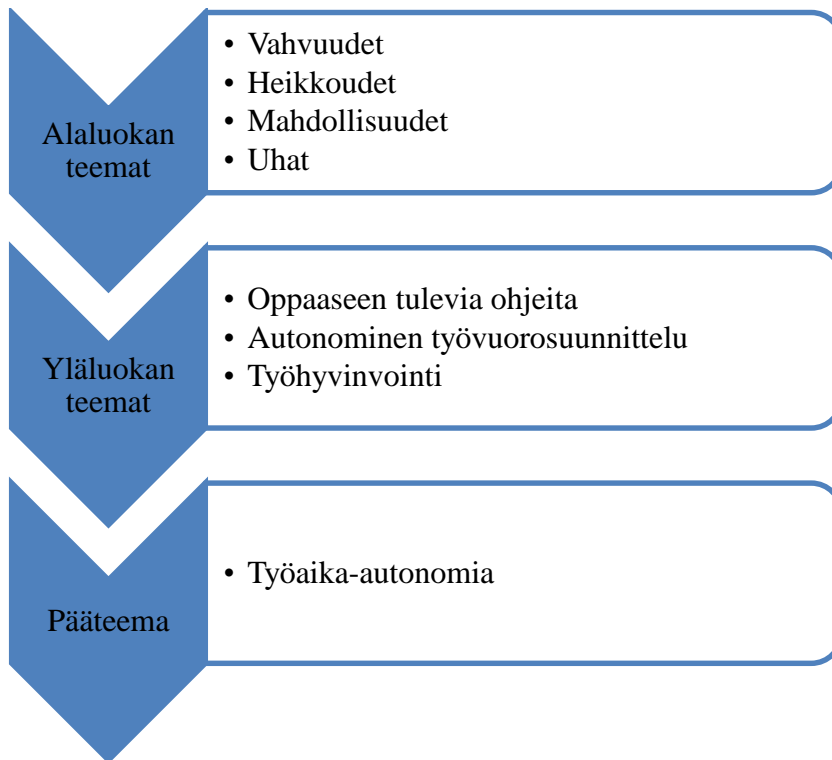 Alaluokan
teemat
• Vahvuudet
• Heikkoudet
• Mahdollisuudet
• Uhat
Yläluokan
teemat
• Oppaaseen tulevia ohjeita
• Autonominen työvuorosuunnittelu
• Työhyvinvointi
Pääteema
• Työaika-autonomia